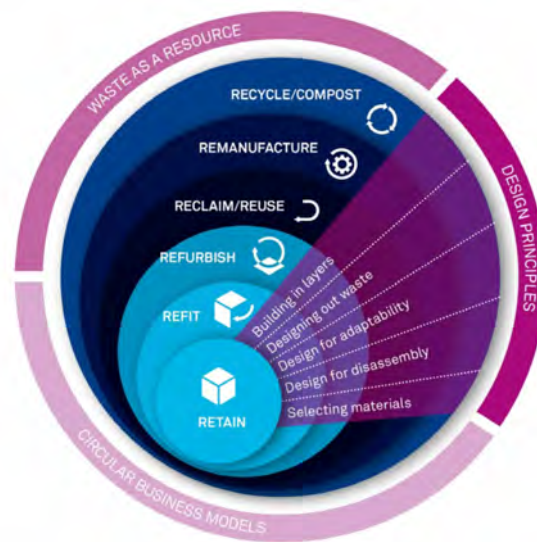 WASTE AS A RESOURCE
RECYCLE/COMPOST
REMANUFACTURE
RECLAIM/REUSE
REFURBISH
REFIT
RETAIN
Building in layers
Designing out waste
Design for adaptability
Design for disassembly
Selecting materials
DESIGN PRINCIPLES
CIRCULAR BUSINESS MODELS